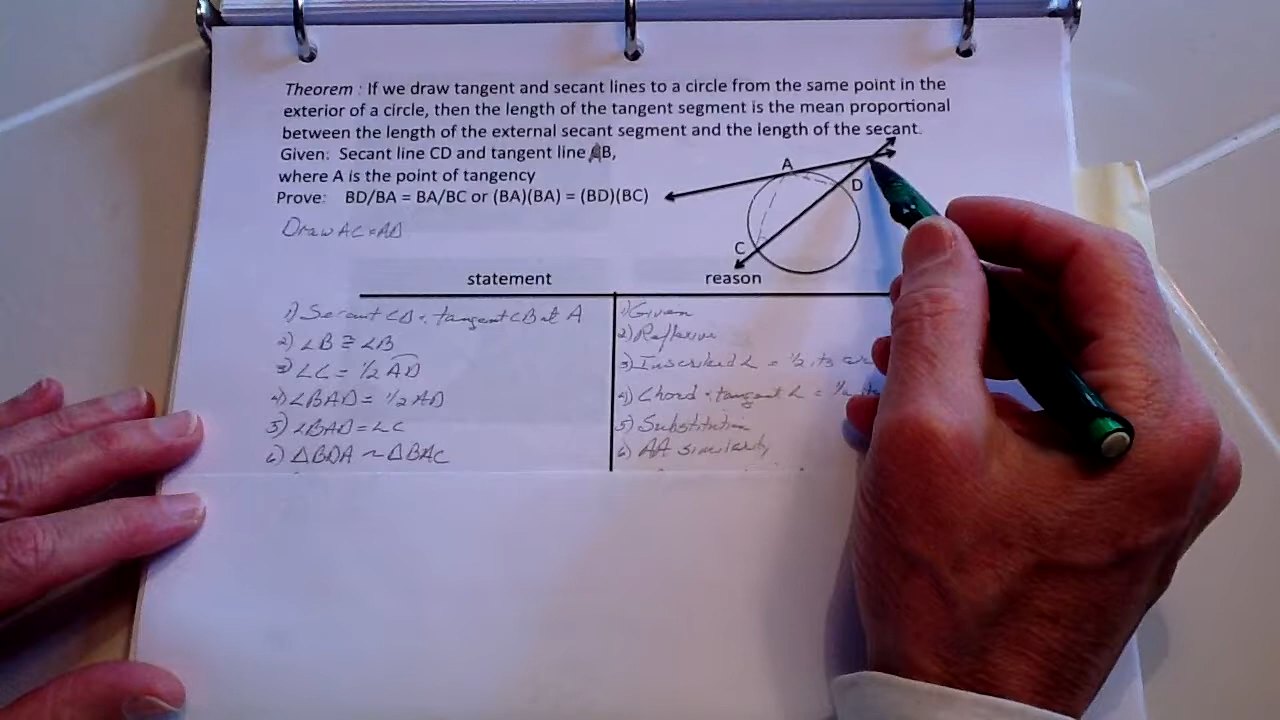 Theorem : If we draw tangent and secant lines to a circle from the same point in the
exterior of a circle, then the length of the tangent segment is the mean proportional
between the length of the external secant segment and the length of the secant.
Given: Secant line CD and tangent line AB,
where A is the point of tangency
Prove: BD/BA = BA/BC or (BA)(BA) = (BD)(BC)
A
D
C
Draw AC + AD
statement reason
1) Secant CD + tangent CB at A
1) Given
2) ∠B ≅ ∠B
2) Reflexive
3) ∠C = 1/2 AD
3) Inscribed ∠ = 1/2 its
4) ∠BAD = 1/2 AD
4) Chord + tangent ∠ = 1/2 its
5) ∠BAD = ∠C
5) Substitution
6) △BDA ~ △BAC
6) AA similarity